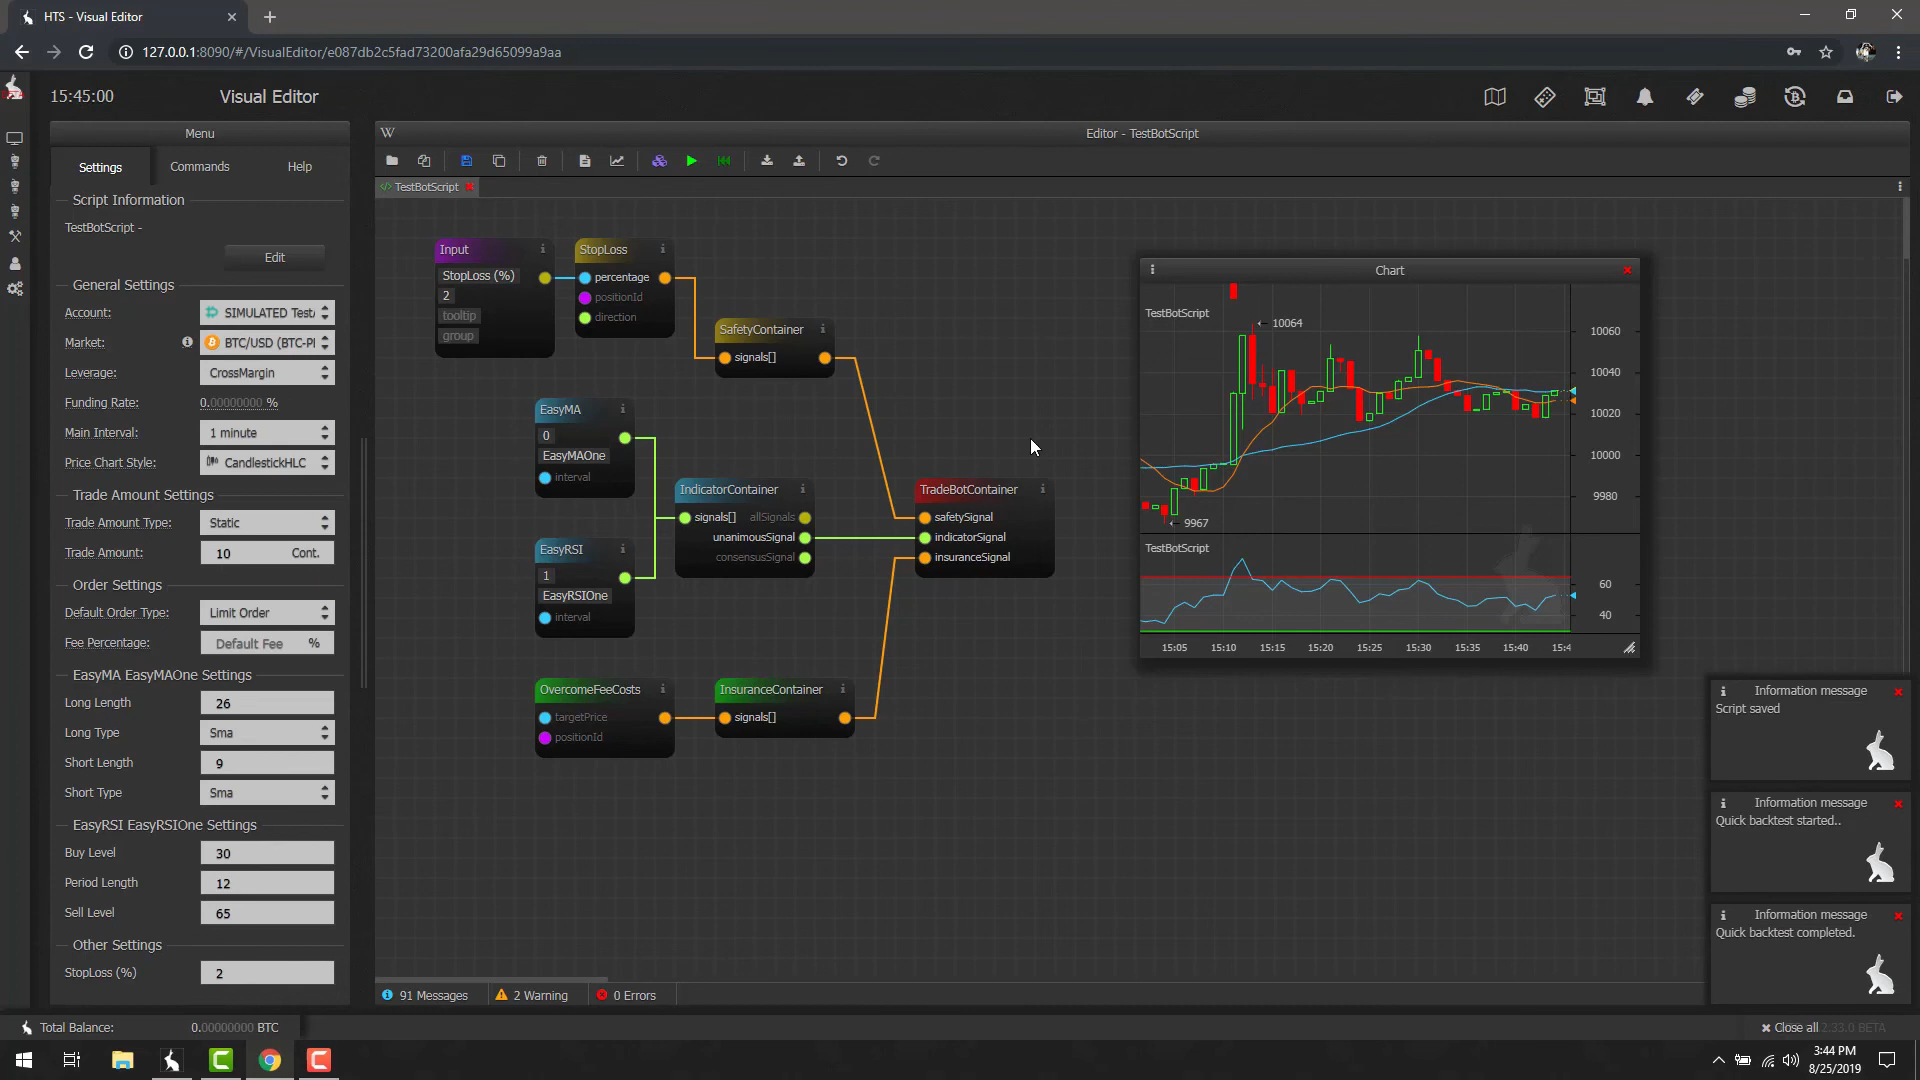 HTS - Visual Editor
127.0.0.1:8090/#/VisualEditor/e087db2c5fad73200afa29d65099a9aa
15:45:00
Visual Editor
Menu
Settings
Commands
Help
Script Information
TestBotScript -
Edit
General Settings
Account:
SIMULATED Test
Market:
BTC/USD (BTC-P
Leverage:
CrossMargin
Funding Rate:
0.00000000 %
Main Interval:
1 minute
Price Chart Style:
CandlestickHLC
Trade Amount Settings
Trade Amount Type:
Static
Trade Amount:
10 Cont.
Order Settings
Default Order Type:
Limit Order
Fee Percentage:
Default Fee %
EasyMA EasyMAOne Settings
Long Length
26
Long Type
Sma
Short Length
9
Short Type
Sma
EasyRSI EasyRSIOne Settings
Buy Level
30
Period Length
12
Sell Level
65
Other Settings
StopLoss (%)
2
W
Editor - TestBotScript
TestBotScript
Input
StopLoss (%)
2
tooltip
group
StopLoss
percentage
positionId
direction
SafetyContainer
signals[]
EasyMA
0
EasyMAOne
interval
EasyRSI
1
EasyRSIOne
interval
IndicatorContainer
signals[] allSignals
unanimousSignal
consensusSignal
TradeBotContainer
safetySignal
indicatorSignal
insuranceSignal
OvercomeFeeCosts
targetPrice
positionId
InsuranceContainer
signals[]
Chart
TestBotScript
10064
9967
10060
10040
10020
10000
9980
TestBotScript
60
40
15:05 15:10 15:15 15:20 15:25 15:30 15:35 15:40 15:4
Information message
Script saved
Information message
Quick backtest started..
Information message
Quick backtest completed.
91 Messages
2 Warning
0 Errors
Total Balance:
0.00000000 BTC
Close all
2.33.0 BETA
3:44 PM
8/25/2019